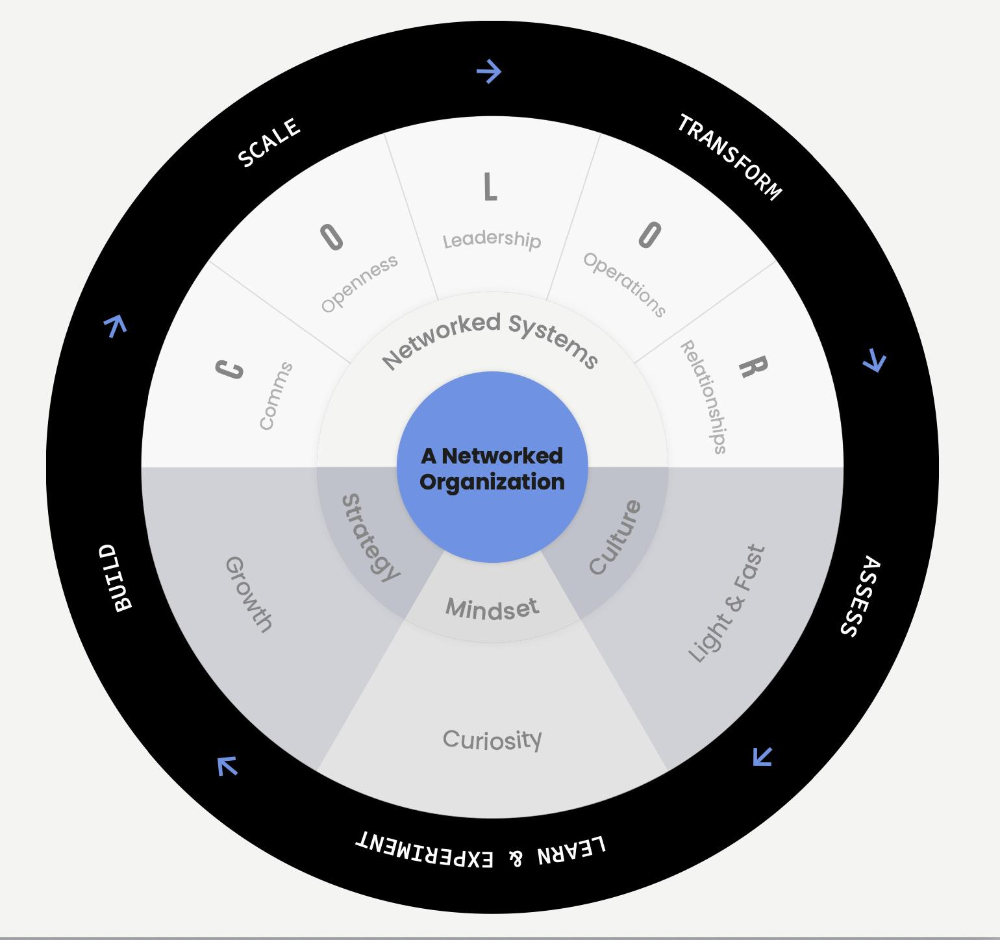 SCALE
TRANSFORM
ASSESS
LEARN & EXPERIMENT
BUILD
C
Comms
O
Openness
L
Leadership
O
Operations
R
Relationships
Networked Systems
A Networked
Organization
Strategy
Mindset
Culture
Growth
Curiosity
Light & Fast